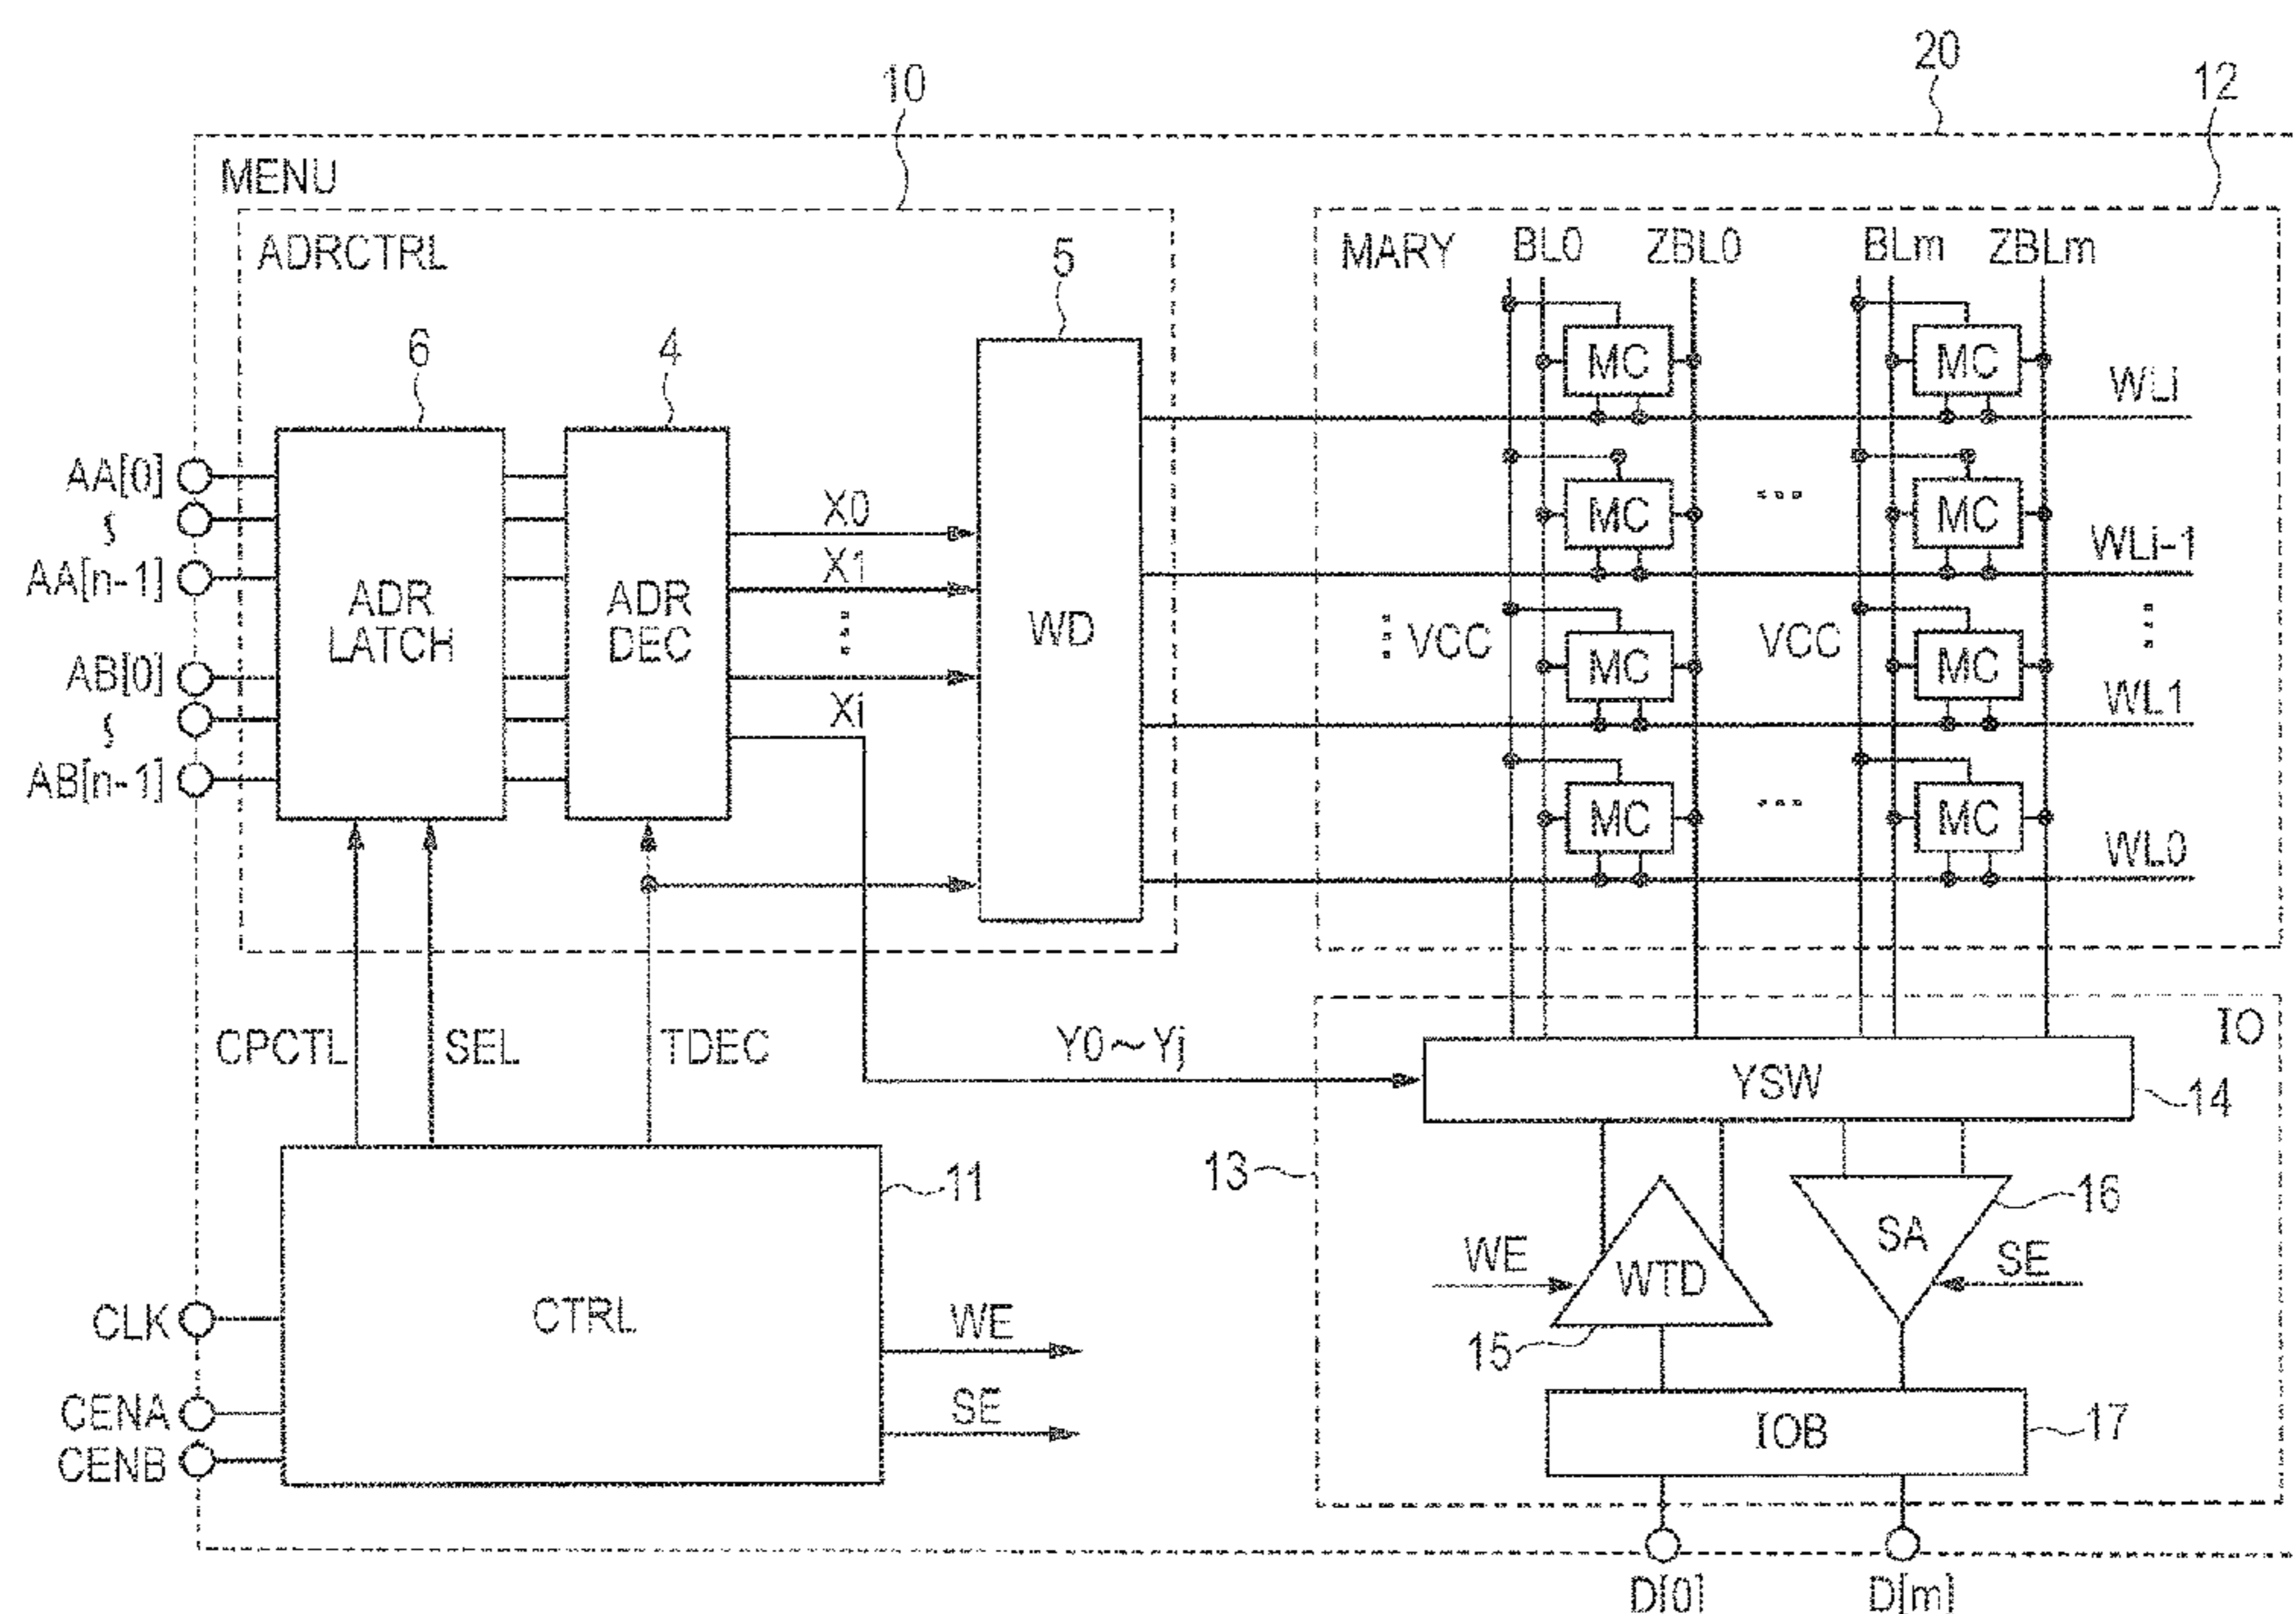 20
10
12
MENU
ADRCTRL
5
MARY
BL0
ZBL0
BLm
ZBLm
6
4
MC
MC
WLi
AA[0]
AA[n-1]
AB[0]
AB[n-1]
ADR
LATCH
ADR
DEC
X0
X1
⋮
Xi
WD
MC
...
MC
WLi-1
⋮
VCC
MC
VCC
MC
⋮
WL1
MC
...
MC
WL0
CPCTL
SEL
TDEC
Y0~Yj
IO
YSW
14
13
11
CTRL
CLK
CENA
CENB
WE
SE
WE
WTD
15
SA
16
SE
IOB
17
D[0]
D[m]